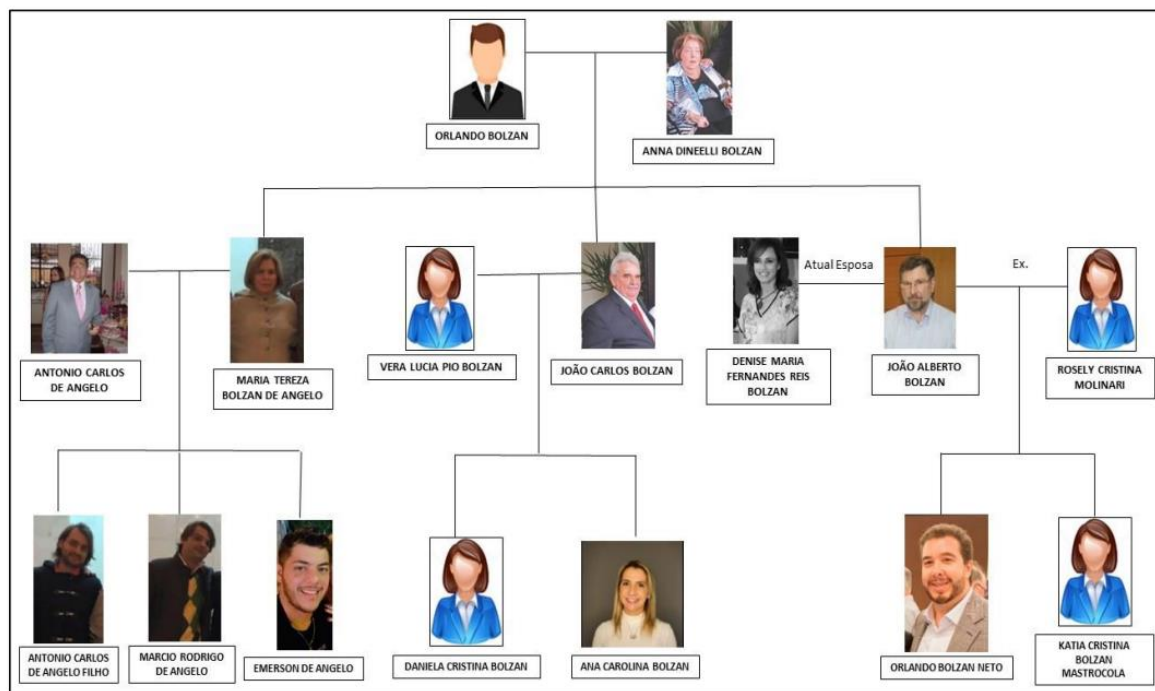 ORLANDO BOLZAN
ANNA DINEELLI BOLZAN
Atual Esposa
Ex.
ANTONIO CARLOS
DE ANGELO
MARIA TEREZA
BOLZAN DE ANGELO
VERA LUCIA PIO BOLZAN
JOÃO CARLOS BOLZAN
DENISE MARIA
FERNANDES REIS
BOLZAN
JOÃO ALBERTO
BOLZAN
ROSELY CRISTINA
MOLINARI
ANTONIO CARLOS
DE ANGELO FILHO
MARCIO RODRIGO
DE ANGELO
EMERSON DE ANGELO
DANIELA CRISTINA BOLZAN
ANA CAROLINA BOLZAN
ORLANDO BOLZAN NETO
KATIA CRISTINA
BOLZAN
MASTROCOLA